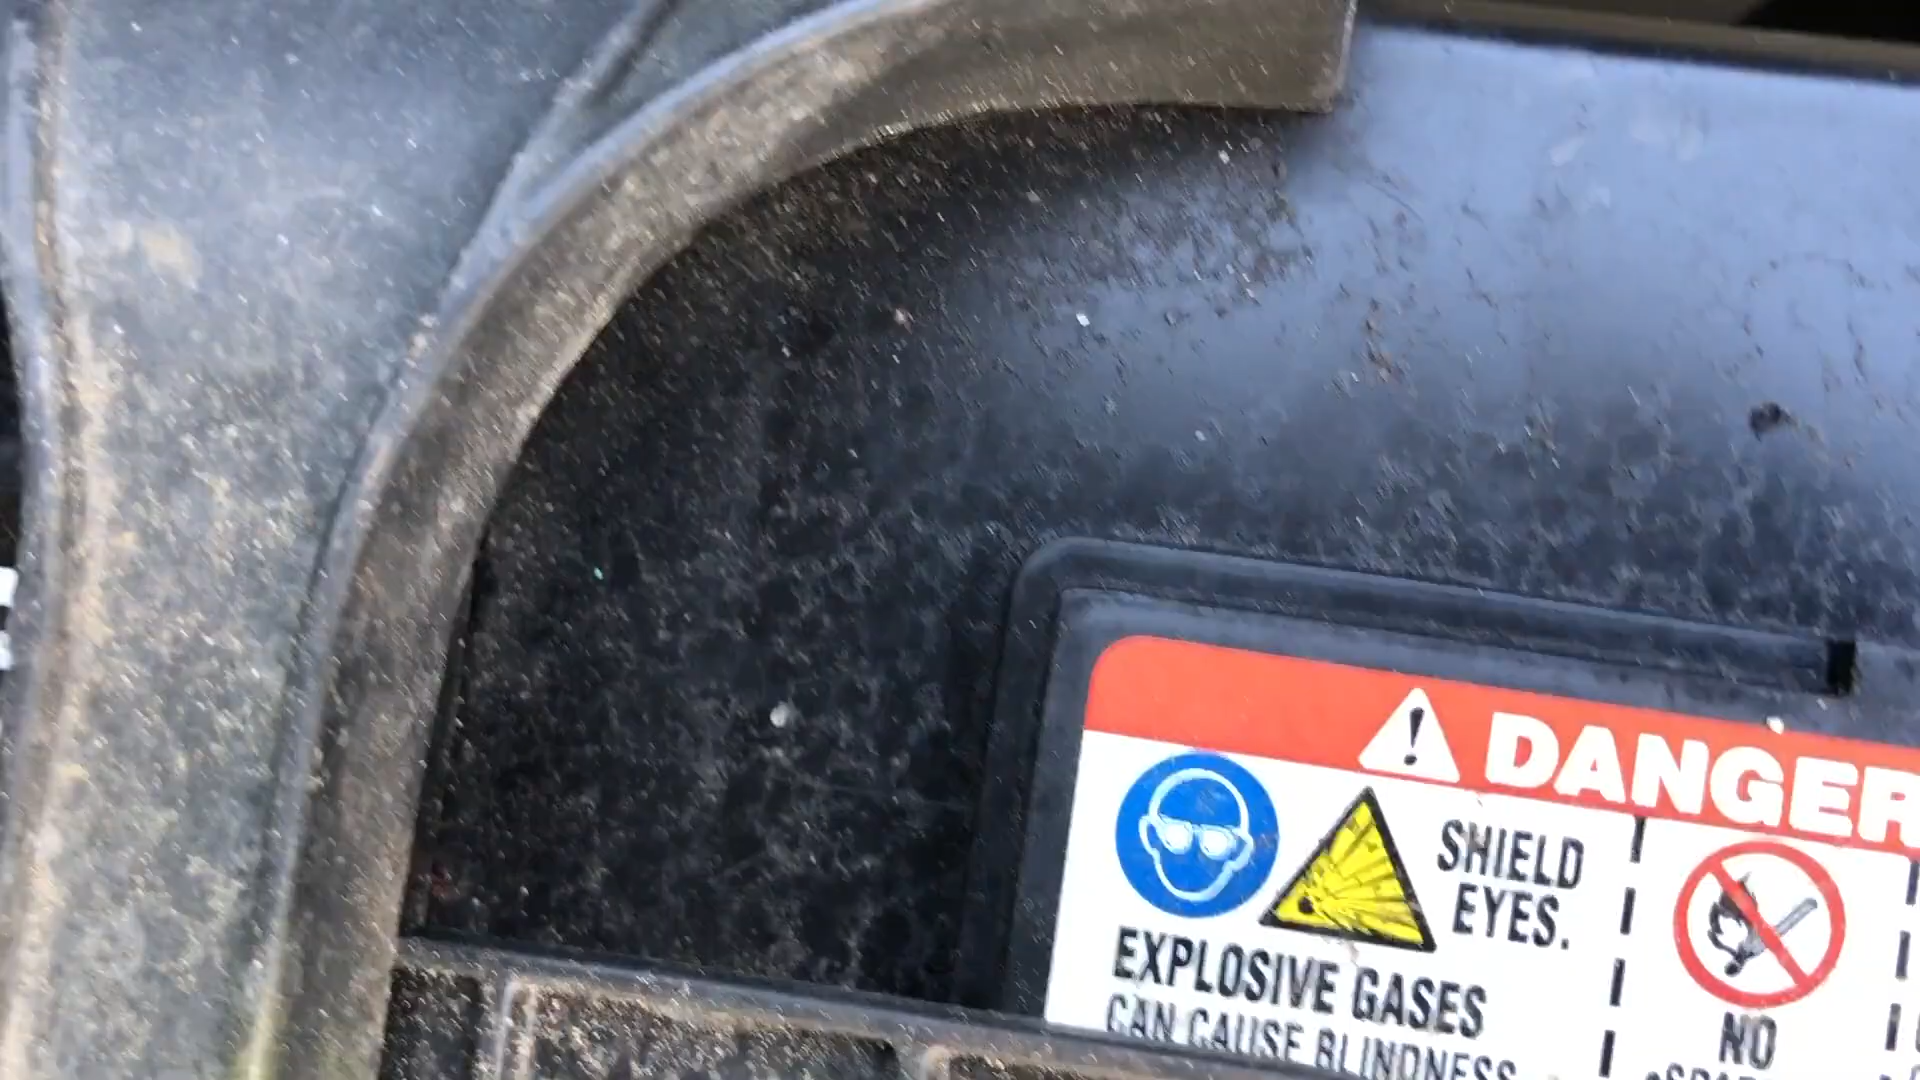 DANGER
SHIELD
EYES.
EXPLOSIVE GASES
CAN CAUSE BLINDNESS
NO